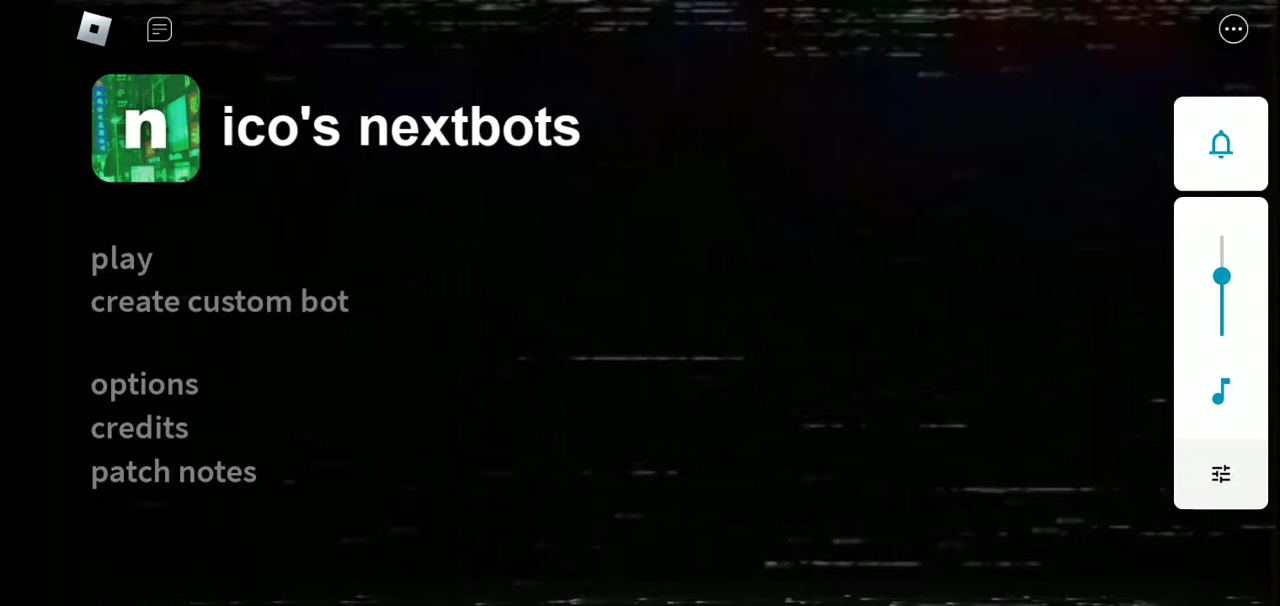 n
ico's nextbots
play
create custom bot
options
credits
patch notes